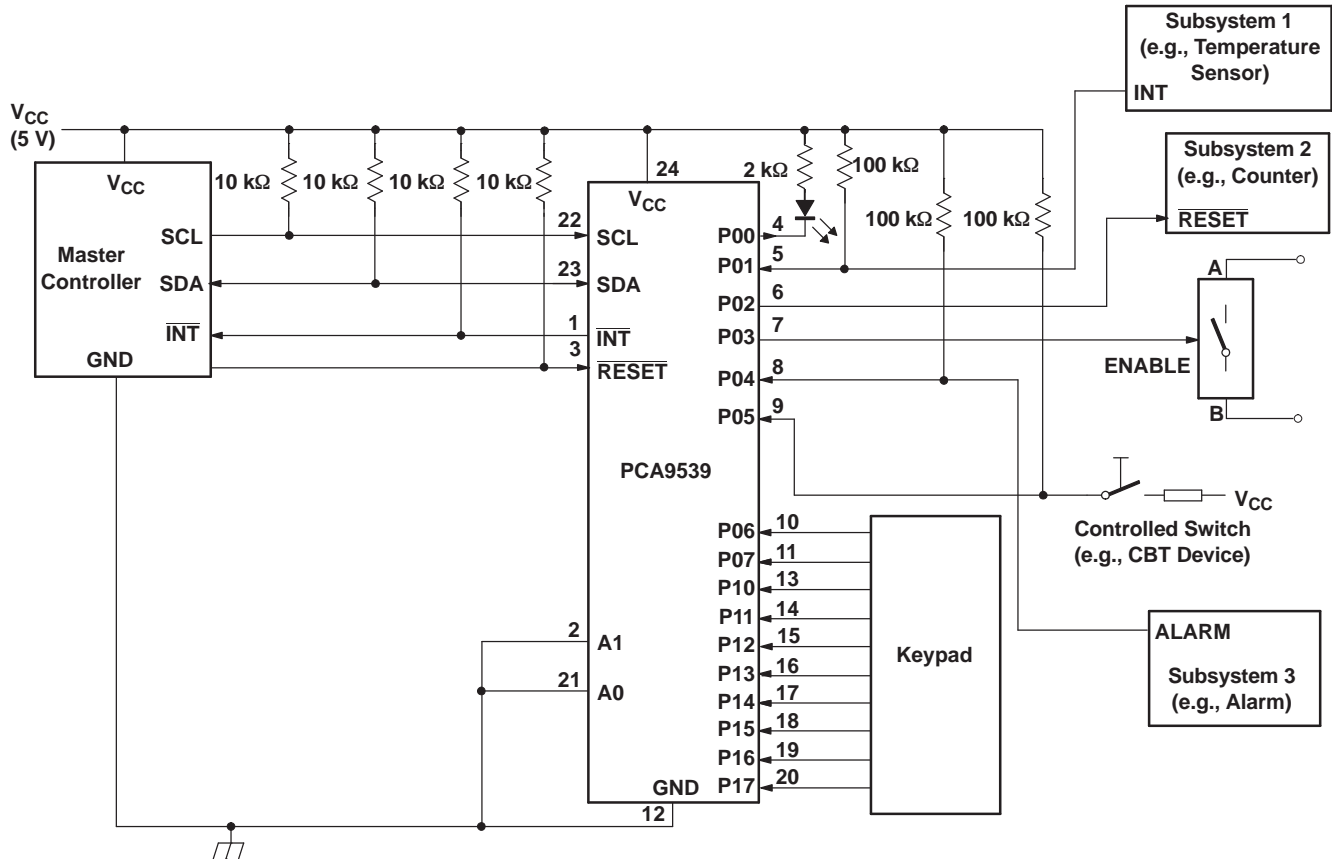 Subsystem 1
(e.g., Temperature
Sensor)
INT
VCC
(5 V)
Subsystem 2
(e.g., Counter)
RESET
VCC
10 kΩ
10 kΩ
10 kΩ
10 kΩ
24
VCC
2 kΩ
100 kΩ
100 kΩ
100 kΩ
Master
Controller
SCL
SDA
INT
GND
22
SCL
23
SDA
1
INT
3
RESET
P00
4
P01
5
P02
6
P03
7
P04
8
P05
9
A
ENABLE
B
PCA9539
VCC
Controlled Switch
(e.g., CBT Device)
P06
10
P07
11
P10
13
P11
14
P12
15
P13
16
P14
17
P15
18
P16
19
P17
20
Keypad
ALARM
Subsystem 3
(e.g., Alarm)
2
A1
21
A0
GND
12